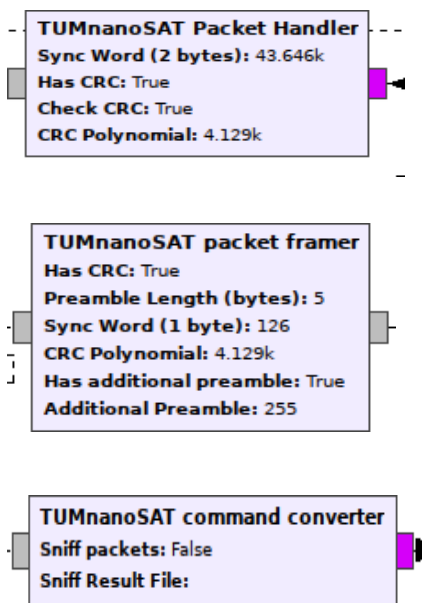 TUMnanoSAT Packet Handler
Sync Word (2 bytes): 43.646k
Has CRC: True
Check CRC: True
CRC Polynomial: 4.129k
TUMnanoSAT packet framer
Has CRC: True
Preamble Length (bytes): 5
Sync Word (1 byte): 126
CRC Polynomial: 4.129k
Has additional preamble: True
Additional Preamble: 255
TUMnanoSAT command converter
Sniff packets: False
Sniff Result File: